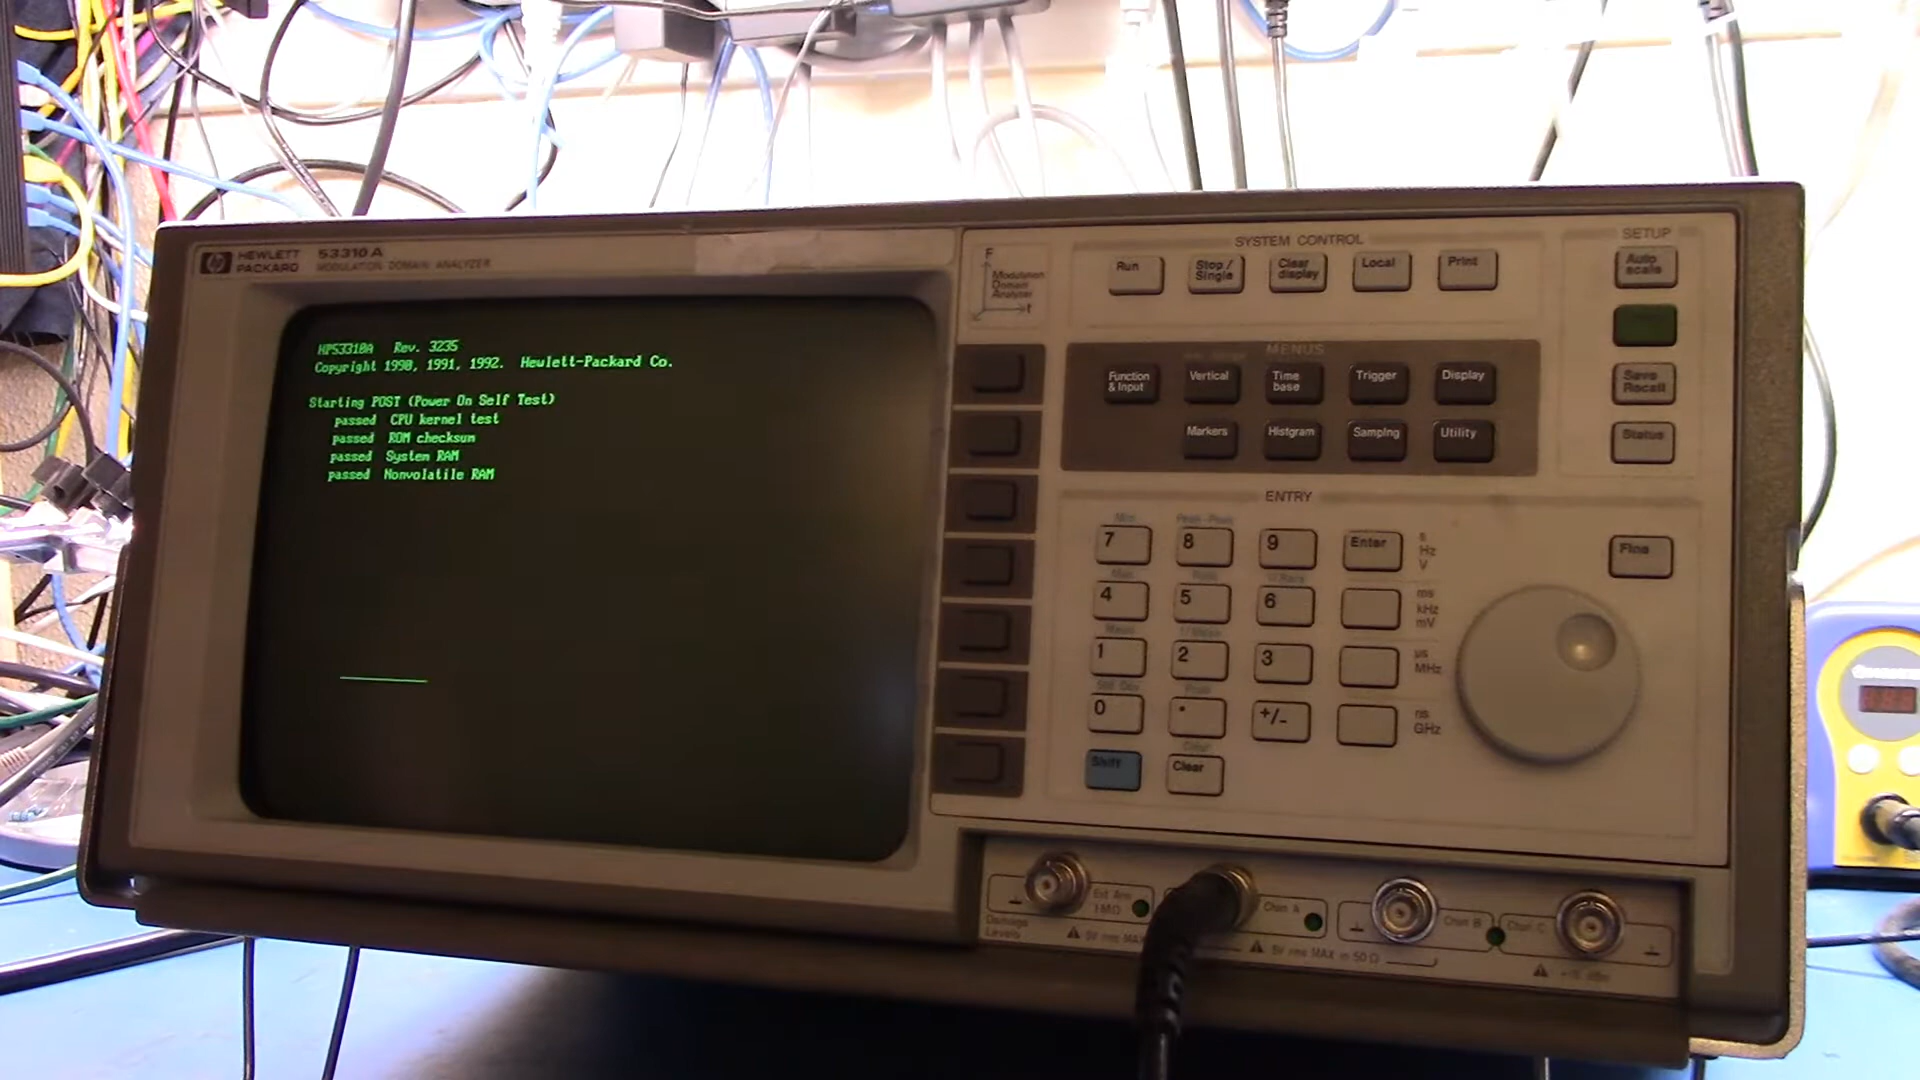 hp HEWLETT PACKARD 53310A
MODULATION DOMAIN ANALYZER
HP53310A Rev. 3235
Copyright 1990, 1991, 1992. Hewlett-Packard Co.
Starting POST (Power On Self Test)
passed CPU kernel test
passed ROM checksum
passed System RAM
passed Nonvolatile RAM
F
Modulation
Domain
Analyzer
t
SYSTEM CONTROL
Run
Stop / Single
Clear display
Local
Print
SETUP
Auto scale
Save Recall
Status
MENUS
Function & Input
Vertical
Time base
Trigger
Display
Markers
Histgram
Sampling
Utility
ENTRY
7 8 9 Enter
s
Hz
V
4 5 6
ms
kHz
mV
1 2 3
µs
MHz
0 . +/-
ns
GHz
Shift
Clear
Fine
Ext Arm
1MΩ
Chan A
Chan B
Chan C
Damage Levels
5V rms MAX
5V rms MAX in 50Ω